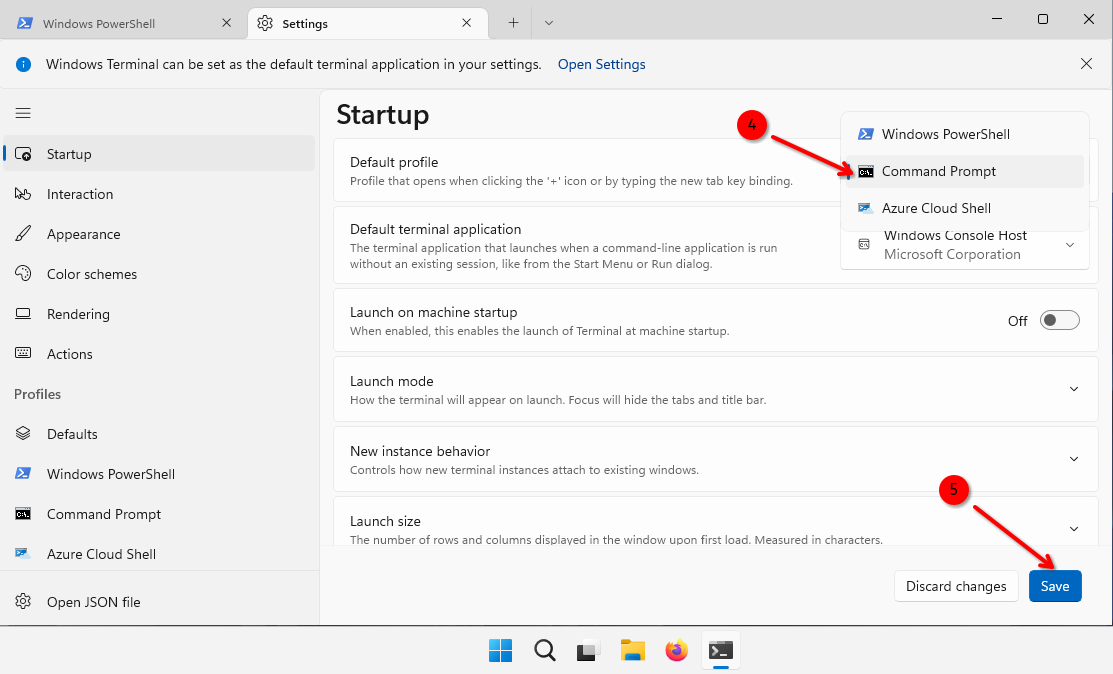 Windows PowerShell
Settings
Windows Terminal can be set as the default terminal application in your settings. Open Settings
Startup
Interaction
Appearance
Color schemes
Rendering
Actions
Profiles
Defaults
Windows PowerShell
Command Prompt
Azure Cloud Shell
Open JSON file
Startup
Default profile
Profile that opens when clicking the '+' icon or by typing the new tab key binding.
4
Windows PowerShell
Command Prompt
Azure Cloud Shell
Default terminal application
The terminal application that launches when a command-line application is run
without an existing session, like from the Start Menu or Run dialog.
Windows Console Host
Microsoft Corporation
Launch on machine startup
When enabled, this enables the launch of Terminal at machine startup.
Off
Launch mode
How the terminal will appear on launch. Focus will hide the tabs and title bar.
New instance behavior
Controls how new terminal instances attach to existing windows.
5
Launch size
The number of rows and columns displayed in the window upon first load. Measured in characters.
Discard changes
Save